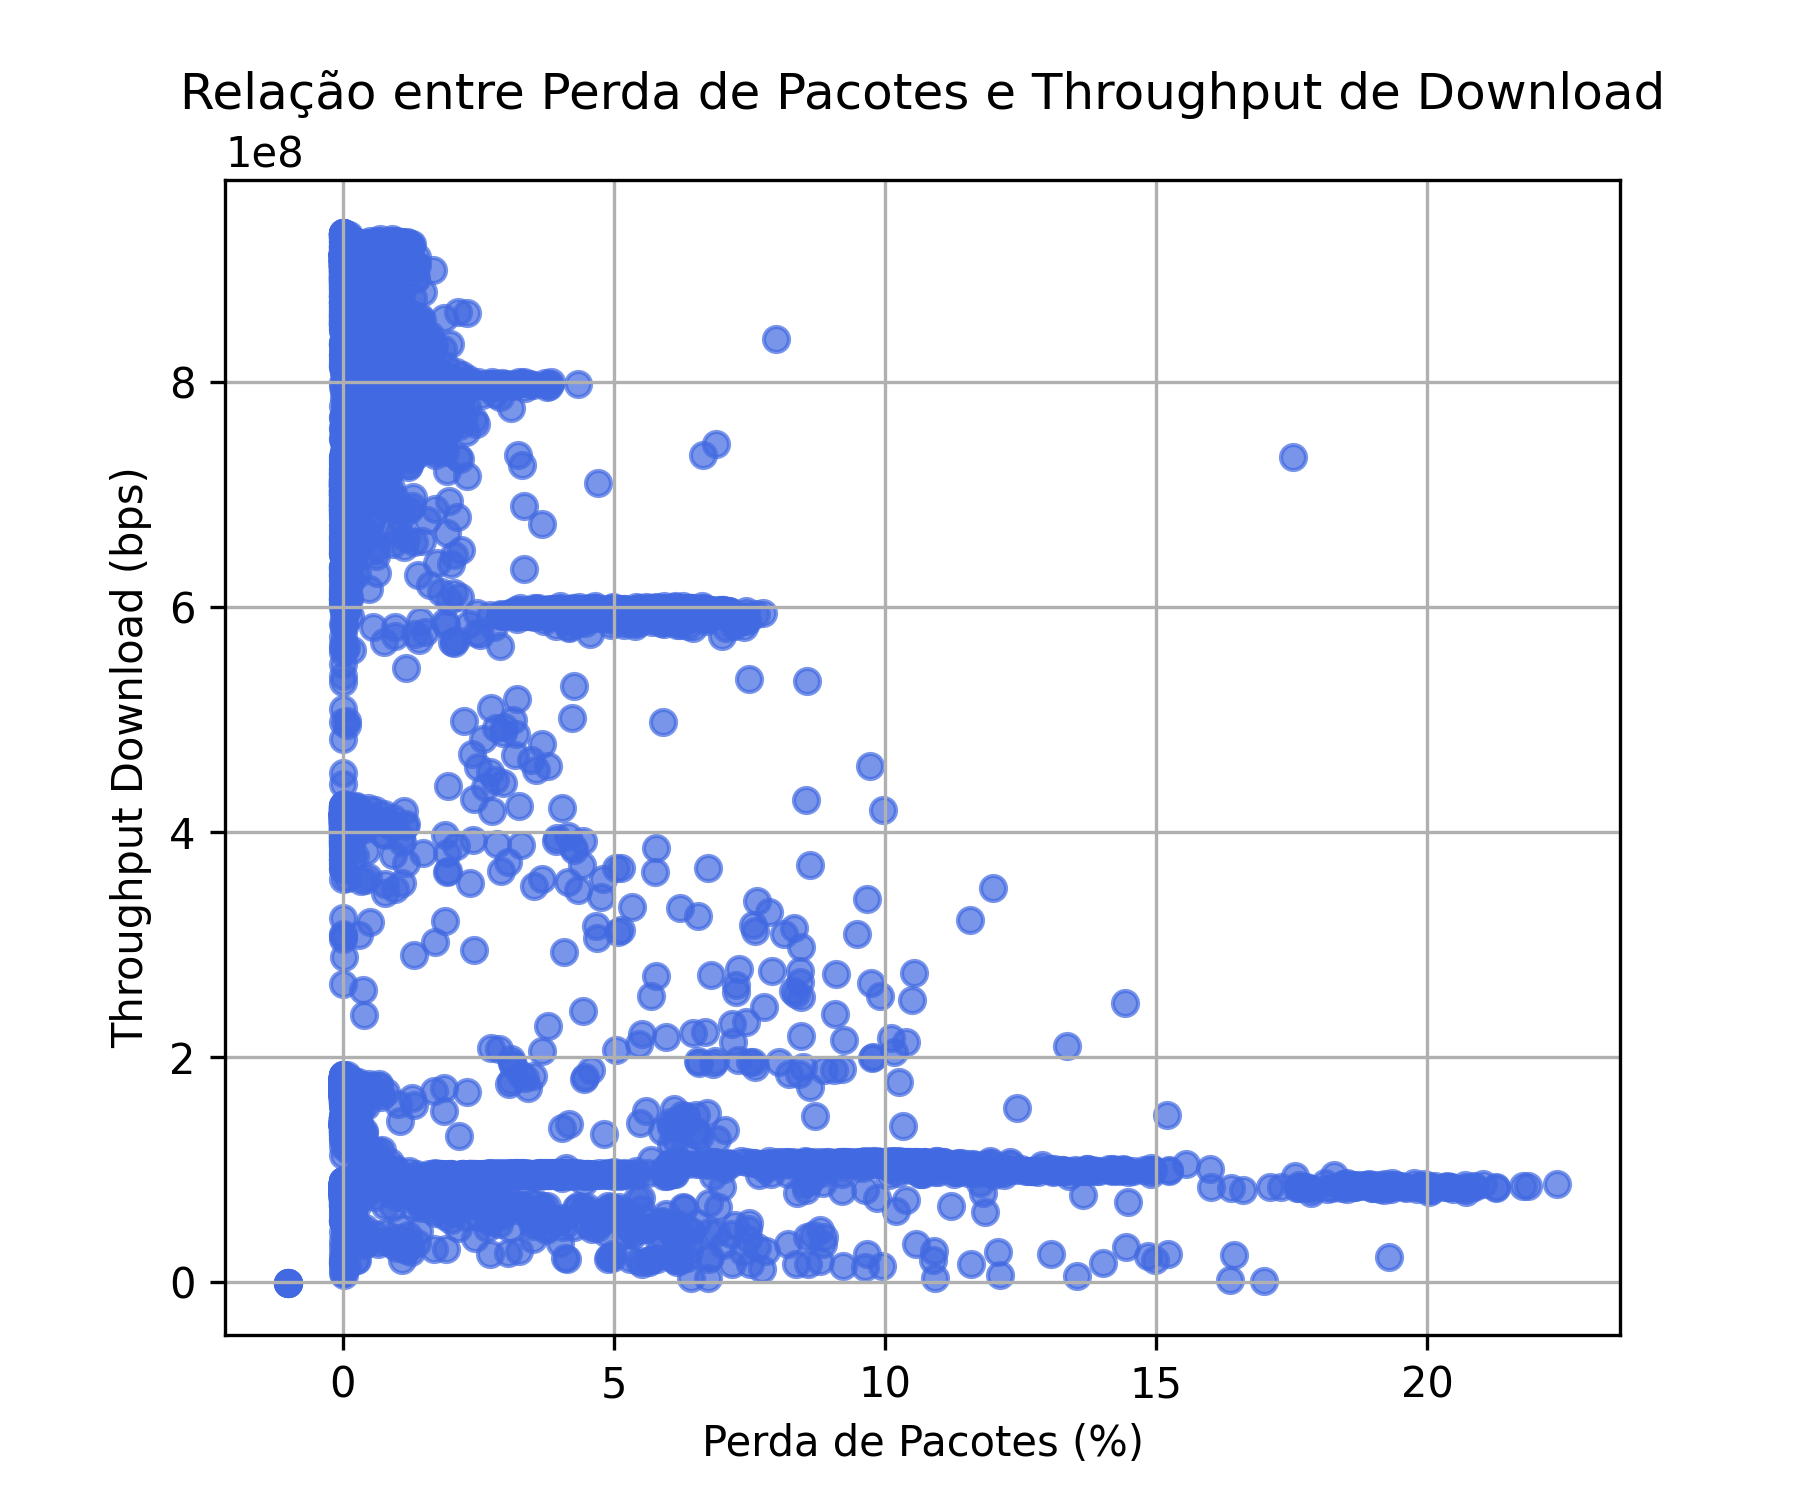 Relação entre Perda de Pacotes e Throughput de Download
1e8
8
6
4
2
0
Throughput Download (bps)
0 5 10 15 20
Perda de Pacotes (%)